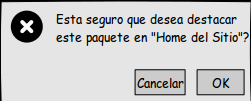 Esta seguro que desea destacar
este paquete en "Home del Sitio"?
Cancelar
OK